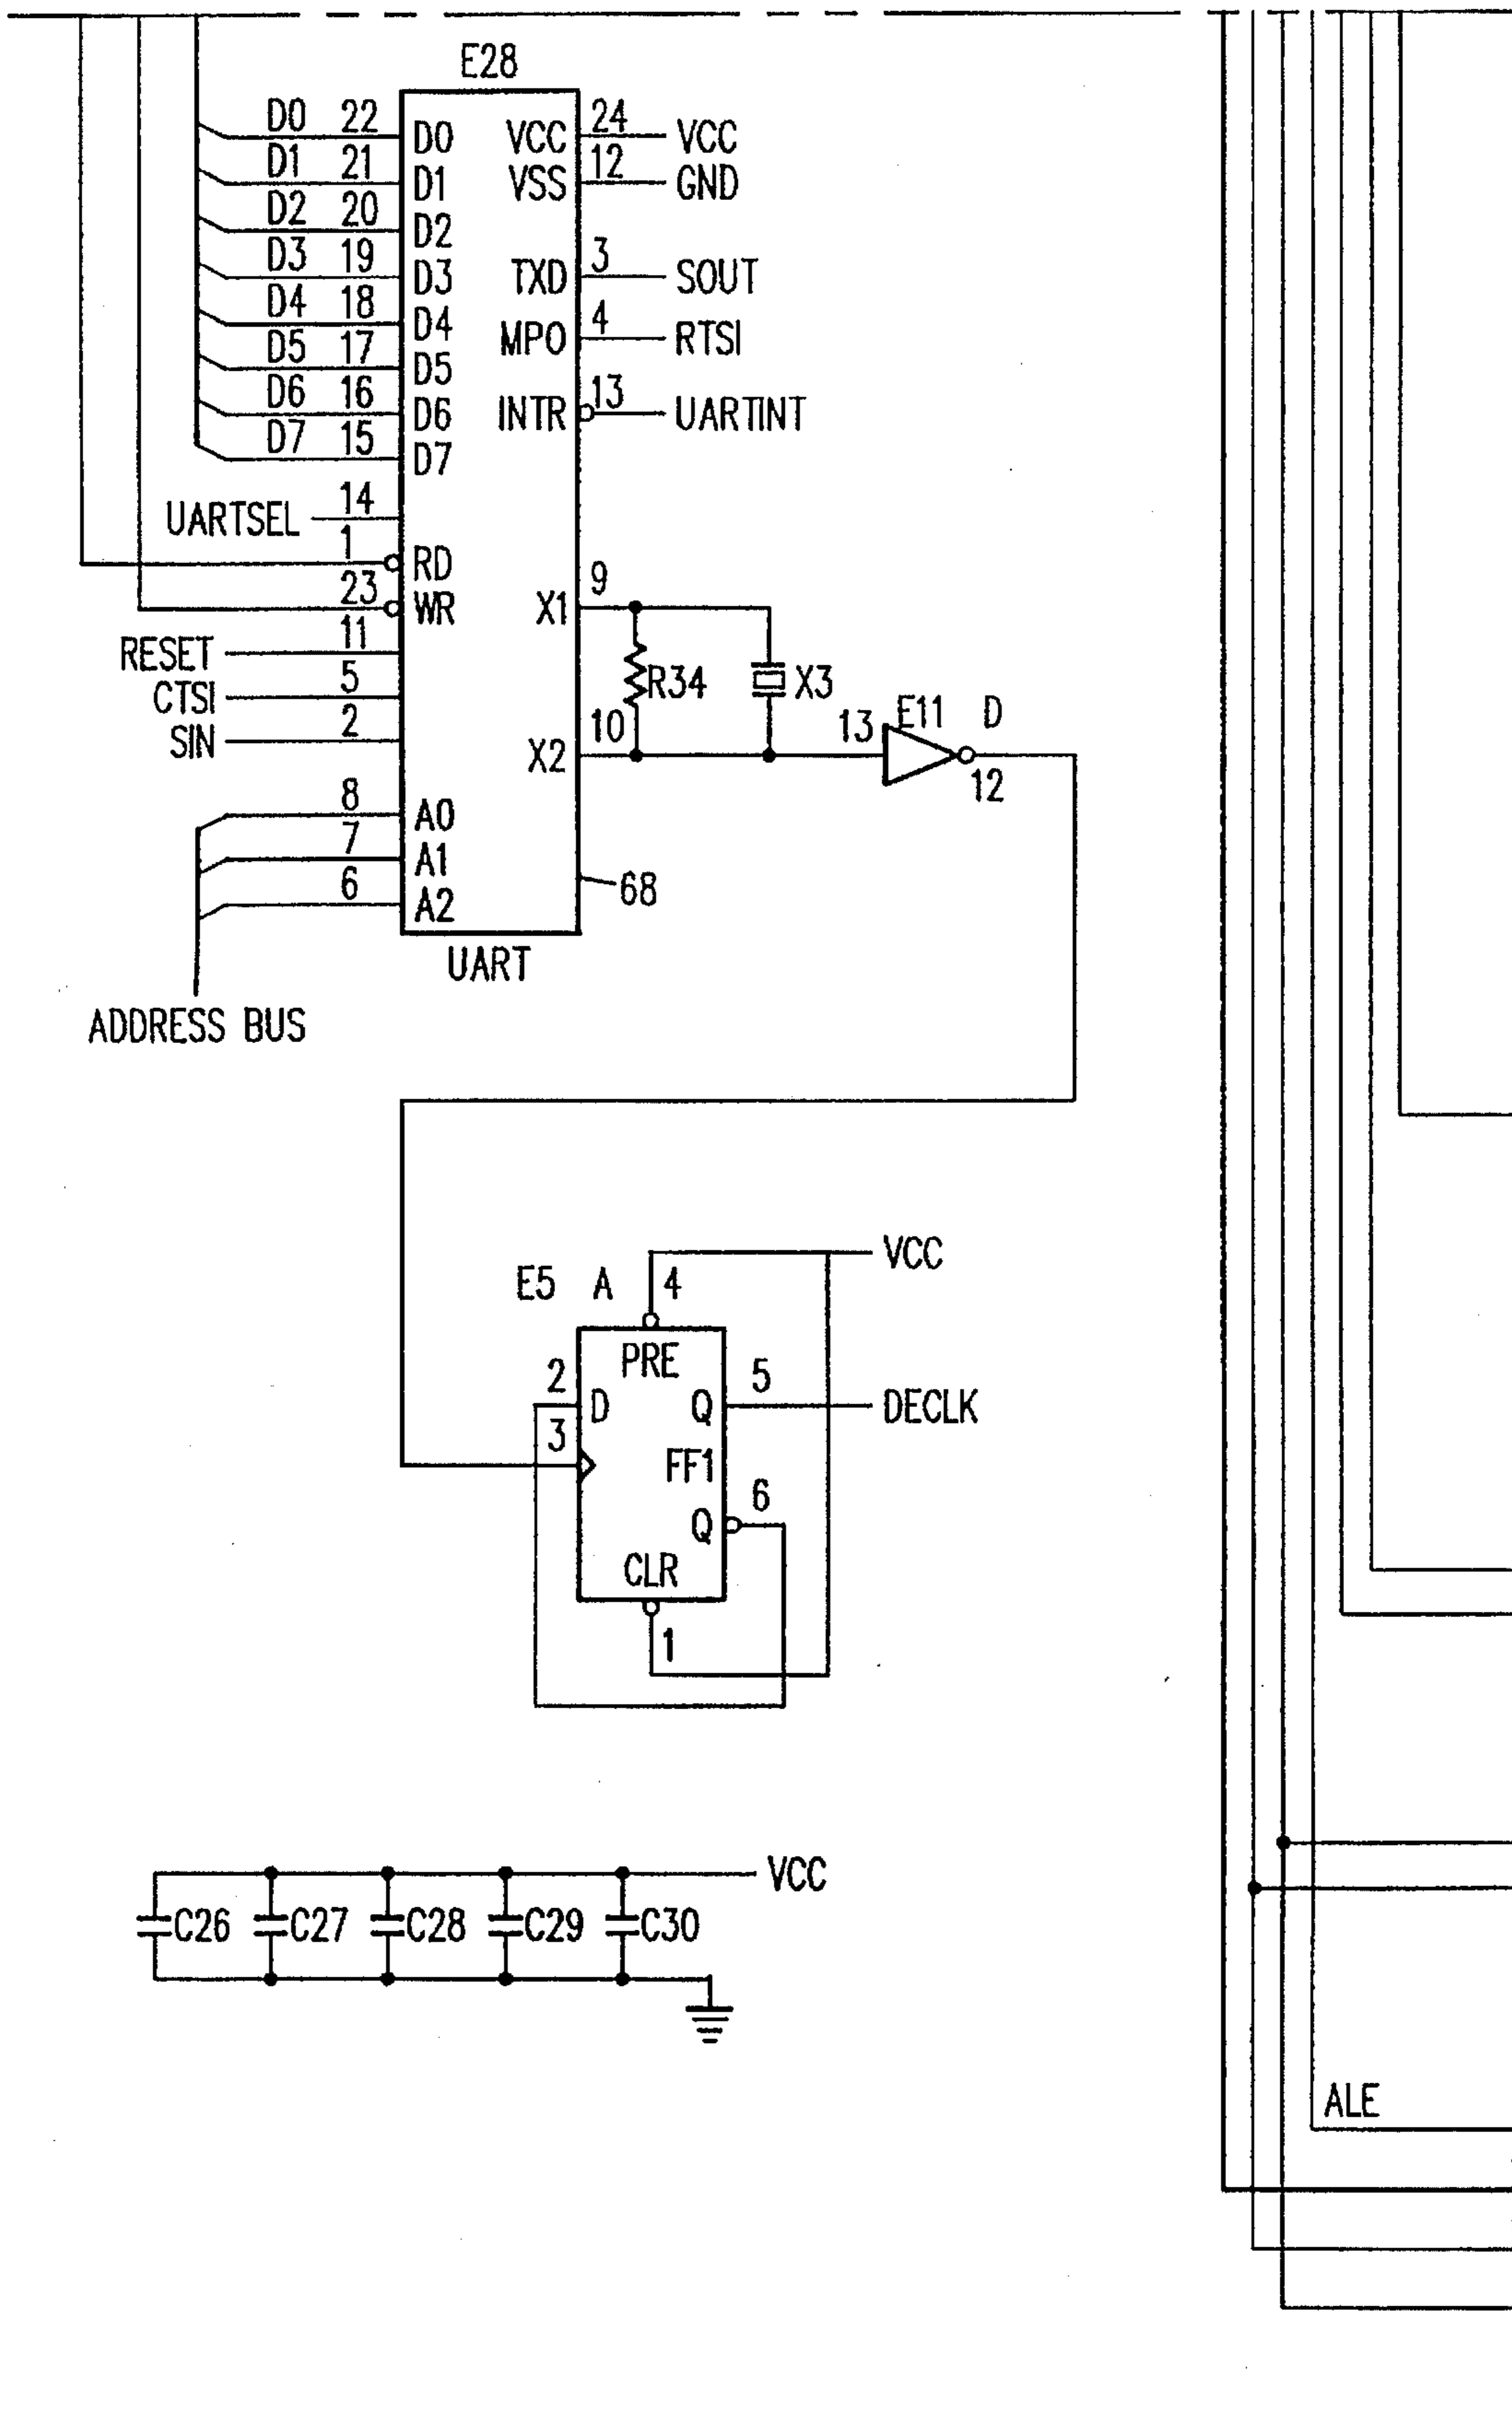 E28
D0 22 D0 VCC 24 VCC
D1 21 D1 VSS 12 GND
D2 20 D2
D3 19 D3 TXD 3 SOUT
D4 18 D4 MPO 4 RTSI
D5 17 D5
D6 16 D6 INTR 13 UARTINT
D7 15 D7
UARTSEL 14
1 RD
23 WR X1 9
RESET 11
CTSI 5 R34 X3
SIN 2 X2 10 13 E11 D 12
8 A0
7 A1
6 A2 68
UART
ADDRESS BUS
VCC
E5 A 4
PRE
2 D Q 5 DECLK
3 FF1
Q 6
CLR
1
VCC
C26 C27 C28 C29 C30
ALE